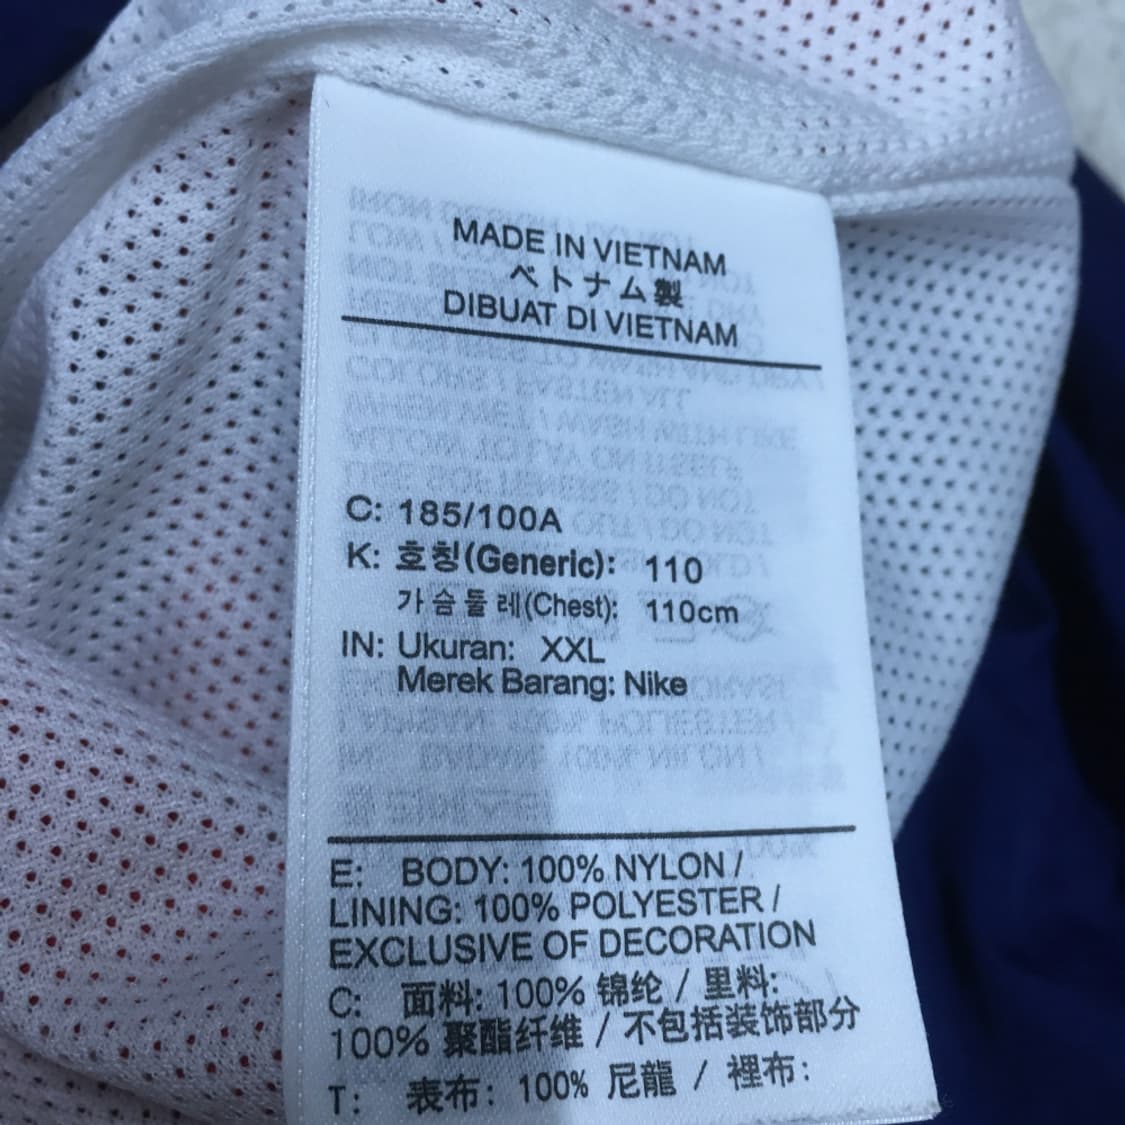 MADE IN VIETNAM
ベトナム製
DIBUAT DI VIETNAM
C: 185/100A
K: 호칭(Generic): 110
가슴둘레(Chest): 110cm
IN: Ukuran: XXL
Merek Barang: Nike
E: BODY: 100% NYLON /
LINING: 100% POLYESTER /
EXCLUSIVE OF DECORATION
C: 面料: 100% 锦纶 / 里料:
100% 聚酯纤维 / 不包括装饰部分
T: 表布: 100% 尼龍 / 裡布: